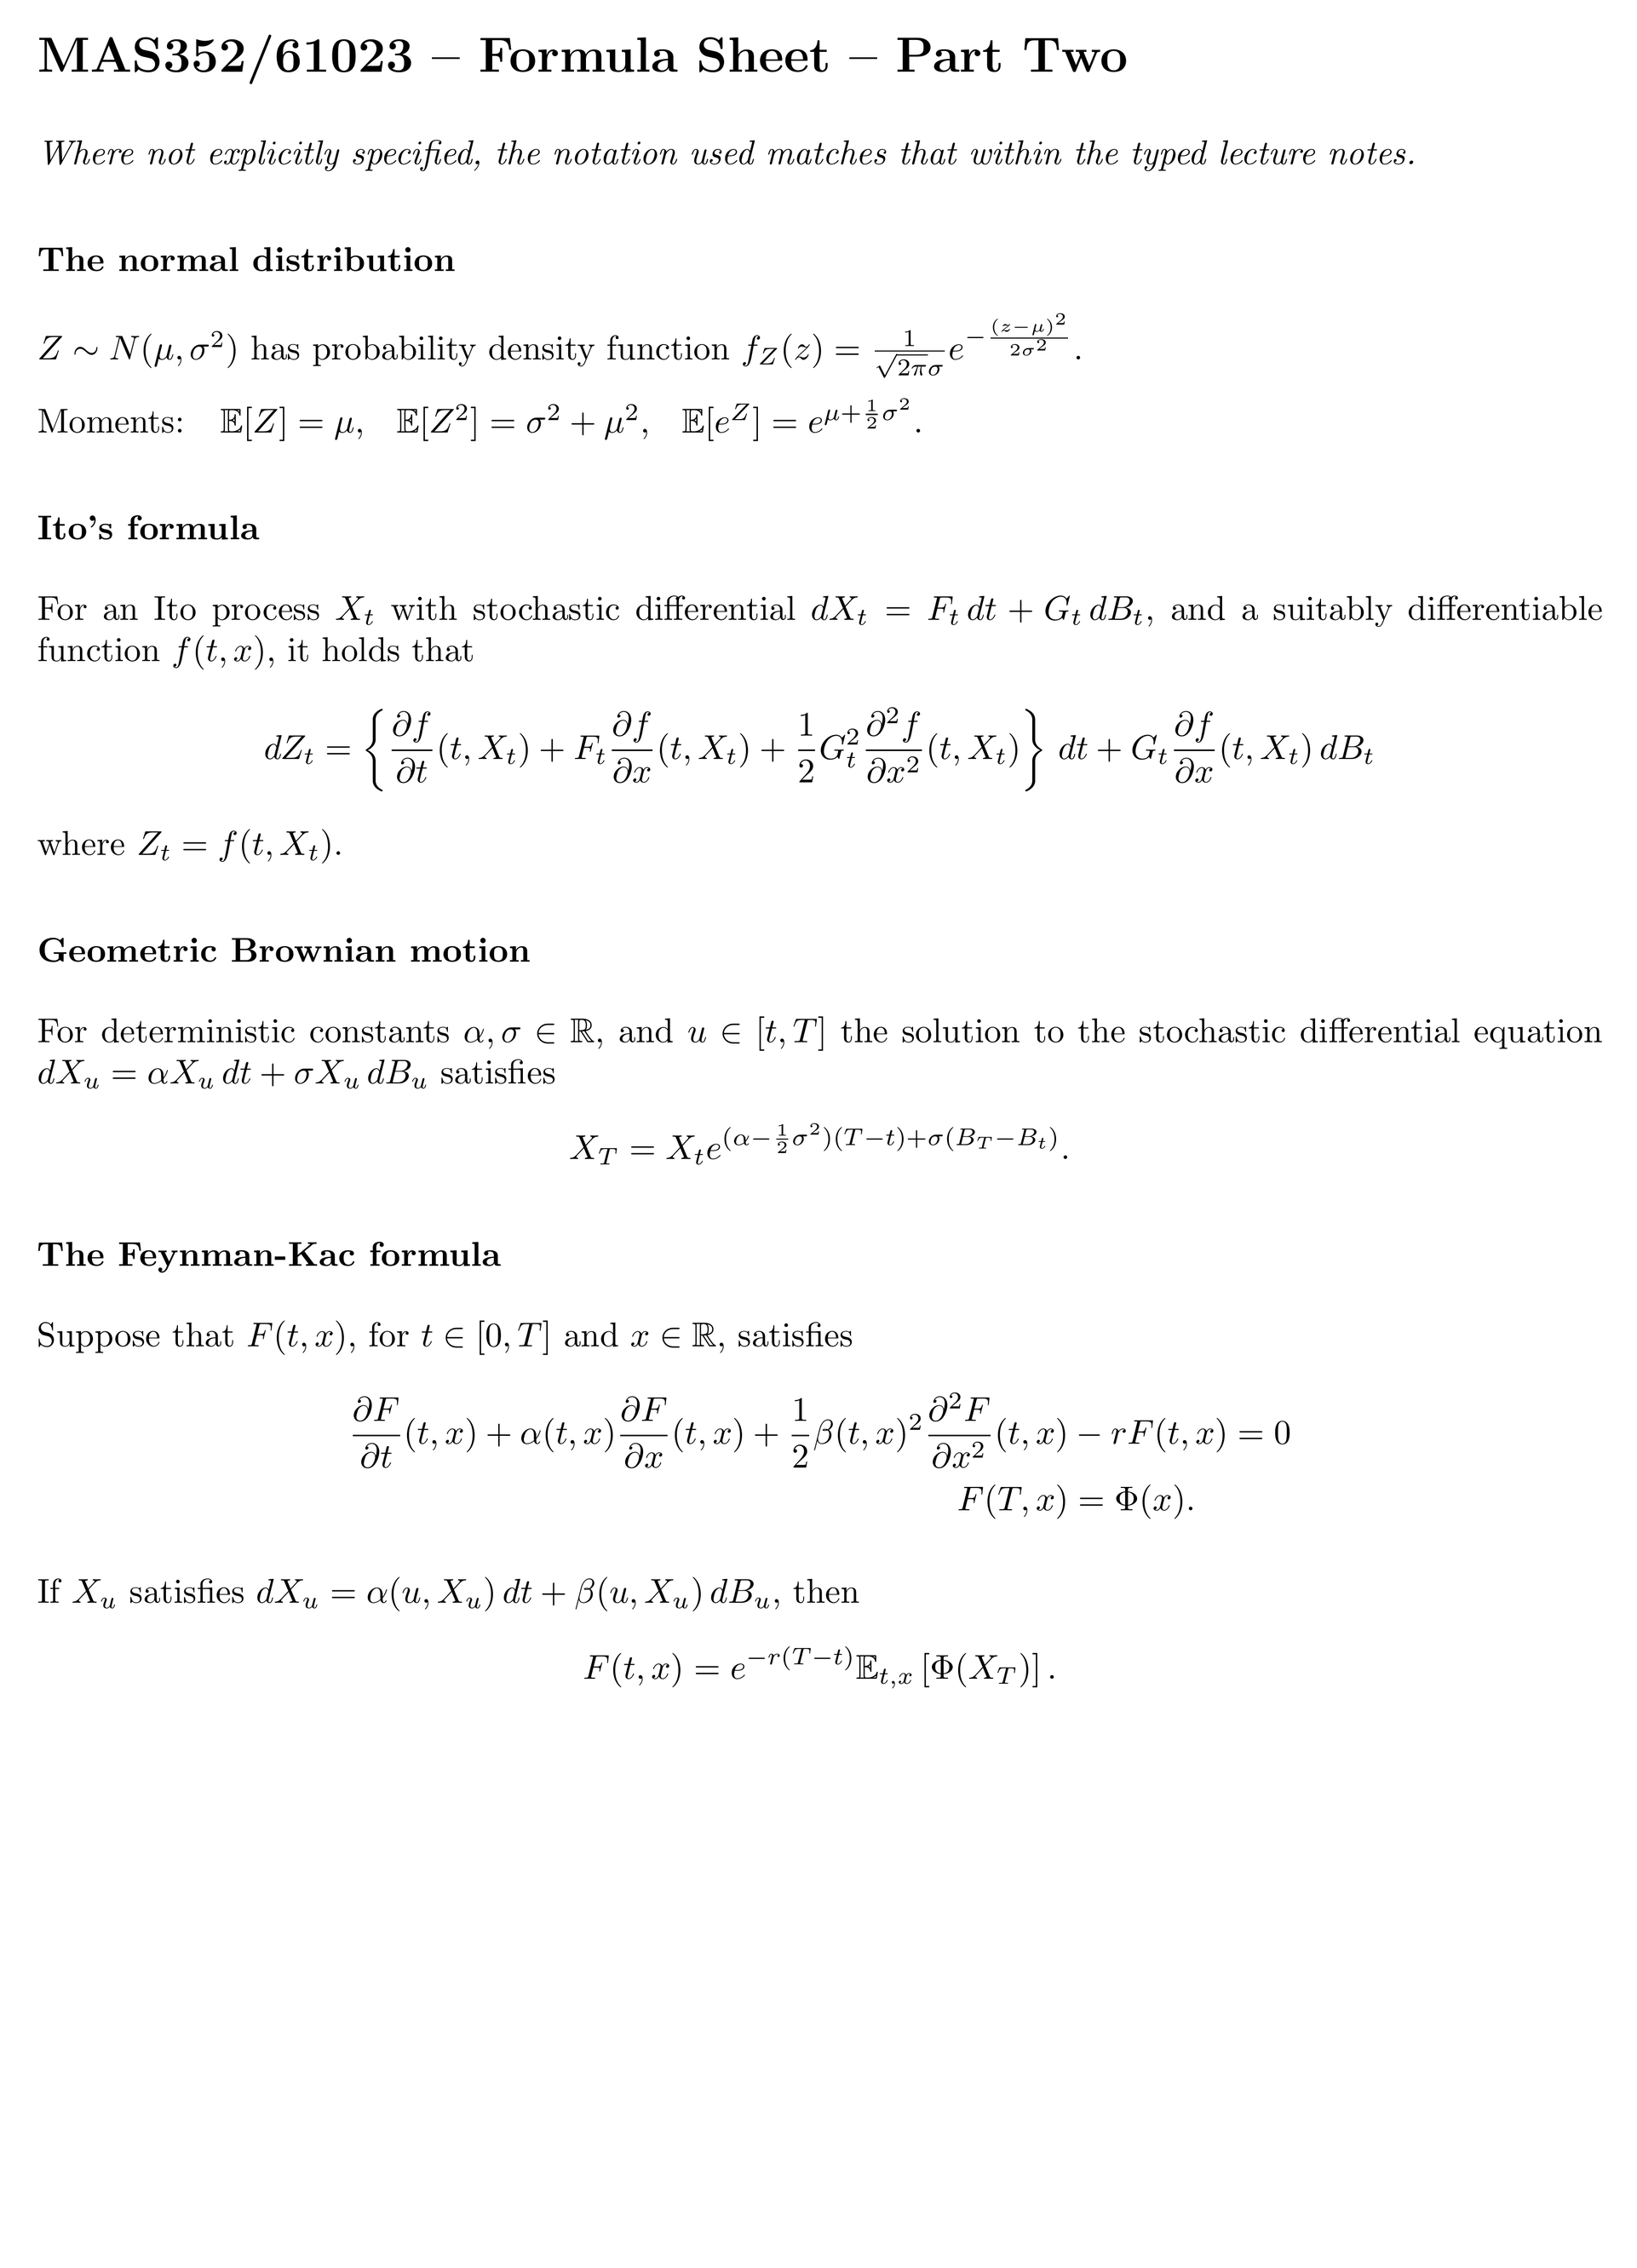 MAS352/61023 – Formula Sheet – Part Two
Where not explicitly specified, the notation used matches that within the typed lecture notes.
The normal distribution
$Z \sim N(\mu, \sigma^2)$ has probability density function $f_Z(z) = \frac{1}{\sqrt{2\pi}\sigma} e^{-\frac{(z-\mu)^2}{2\sigma^2}}$.
Moments: $\mathbb{E}[Z] = \mu, \quad \mathbb{E}[Z^2] = \sigma^2 + \mu^2, \quad \mathbb{E}[e^Z] = e^{\mu + \frac{1}{2}\sigma^2}$.
Ito's formula
For an Ito process $X_t$ with stochastic differential $dX_t = F_t\,dt + G_t\,dB_t$, and a suitably differentiable
function $f(t, x)$, it holds that
$dZ_t = \left\{ \frac{\partial f}{\partial t}(t, X_t) + F_t \frac{\partial f}{\partial x}(t, X_t) + \frac{1}{2} G_t^2 \frac{\partial^2 f}{\partial x^2}(t, X_t) \right\} dt + G_t \frac{\partial f}{\partial x}(t, X_t)\,dB_t$
where $Z_t = f(t, X_t)$.
Geometric Brownian motion
For deterministic constants $\alpha, \sigma \in \mathbb{R}$, and $u \in [t, T]$ the solution to the stochastic differential equation
$dX_u = \alpha X_u\,dt + \sigma X_u\,dB_u$ satisfies
$X_T = X_t e^{(\alpha - \frac{1}{2}\sigma^2)(T-t) + \sigma(B_T - B_t)}$.
The Feynman-Kac formula
Suppose that $F(t, x)$, for $t \in [0, T]$ and $x \in \mathbb{R}$, satisfies
$\frac{\partial F}{\partial t}(t, x) + \alpha(t, x) \frac{\partial F}{\partial x}(t, x) + \frac{1}{2} \beta(t, x)^2 \frac{\partial^2 F}{\partial x^2}(t, x) - rF(t, x) = 0$
$F(T, x) = \Phi(x)$.
If $X_u$ satisfies $dX_u = \alpha(u, X_u)\,dt + \beta(u, X_u)\,dB_u$, then
$F(t, x) = e^{-r(T-t)} \mathbb{E}_{t,x}\left[\Phi(X_T)\right]$.